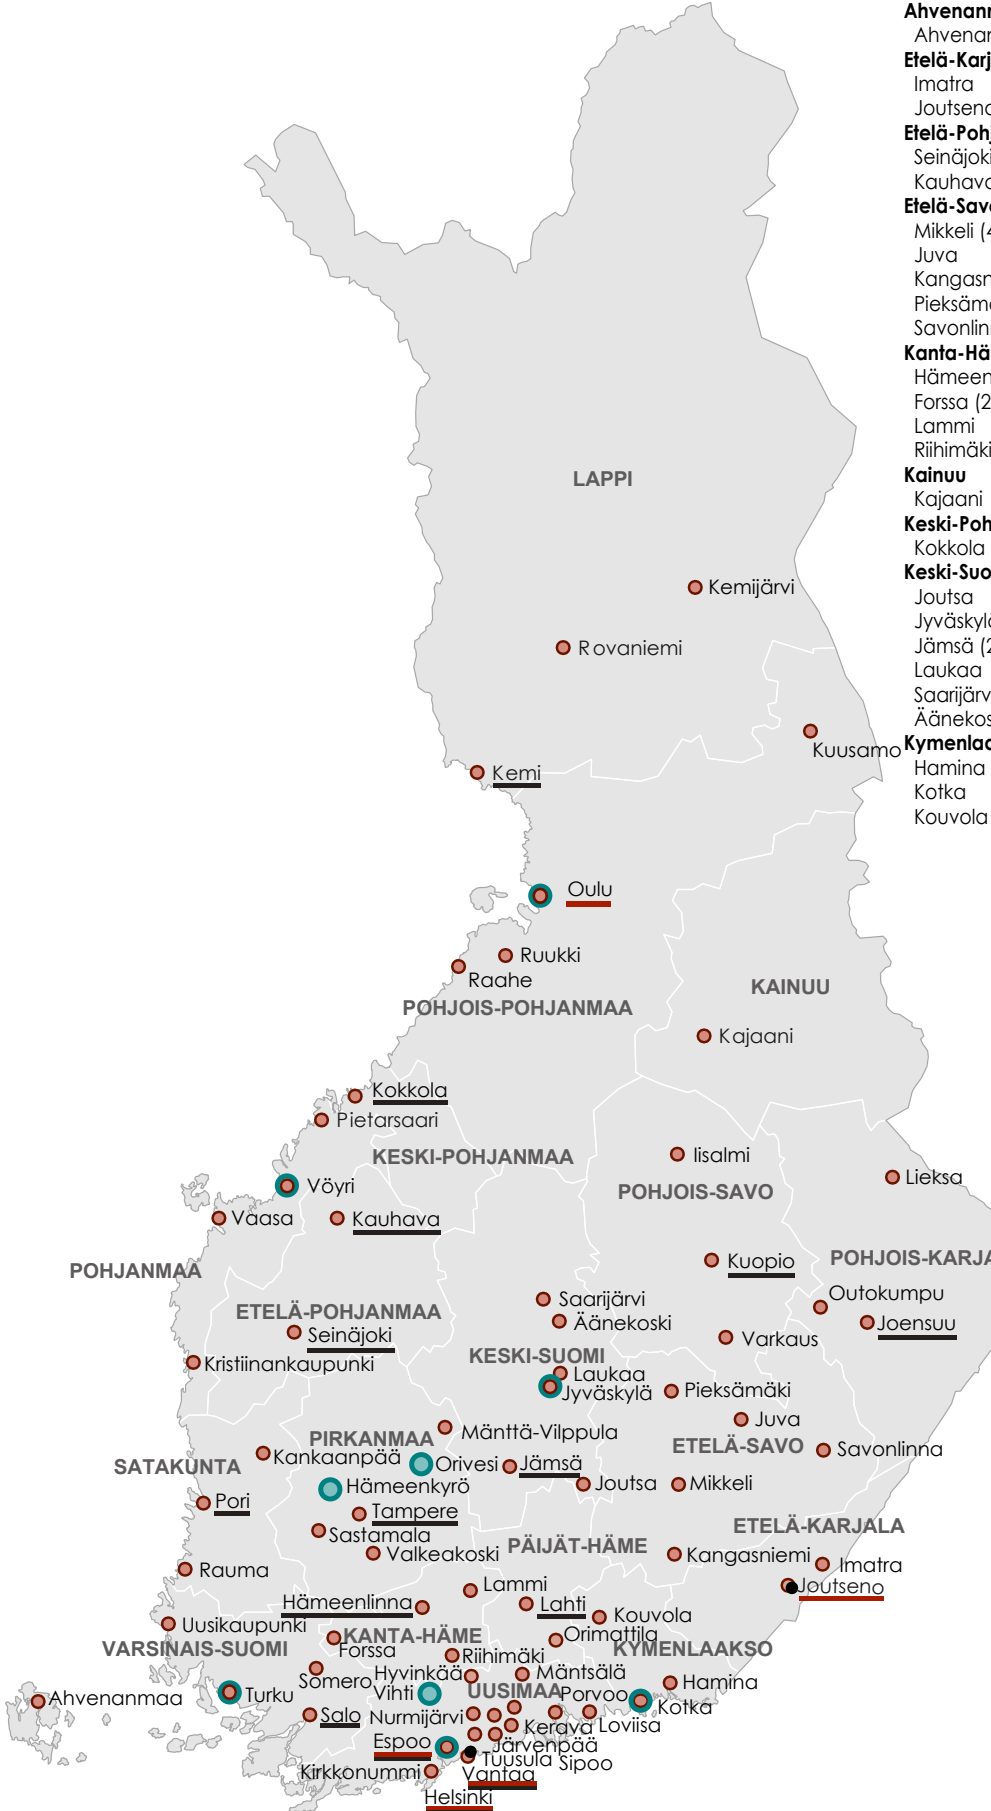 Ahvenanm
Ahvenan
Etelä-Karj
Imatra
Joutseno
Etelä-Pohj
Seinäjoki
Kauhava
Etelä-Savo
Mikkeli (4
Juva
Kangasn
Pieksämä
Savonlinn
Kanta-Hä
Hämeen
Forssa (2
Lammi
Riihimäki
Kainuu
Kajaani
Keski-Poh
Kokkola
Keski-Suo
Joutsa
Jyväskylä
Jämsä (2
Laukaa
Saarijärv
Äänekos
Kymenlaa
Hamina
Kotka
Kouvola
LAPPI
Kemijärvi
Rovaniemi
Kuusamo
Kemi
Oulu
Ruukki
Raahe
KAINUU
POHJOIS-POHJANMAA
Kajaani
Kokkola
Pietarsaari
KESKI-POHJANMAA
Iisalmi
Lieksa
Vöyri
POHJOIS-SAVO
Vaasa
Kauhava
POHJANMAA
Kuopio
POHJOIS-KARJA
Outokumpu
Saarijärvi
ETELÄ-POHJANMAA
Äänekoski
Joensuu
Seinäjoki
Varkaus
KESKI-SUOMI
Kristiinankaupunki
Laukaa
Jyväskylä
Pieksämäki
Juva
Mänttä-Vilppula
PIRKANMAA
ETELÄ-SAVO
Savonlinna
Kankaanpää
SATAKUNTA
Orivesi
Jämsä
Hämeenkyrö
Joutsa
Mikkeli
Pori
Tampere
ETELÄ-KARJALA
Sastamala
PÄIJÄT-HÄME
Valkeakoski
Kangasniemi
Imatra
Rauma
Joutseno
Lammi
Hämeenlinna
Lahti
Kouvola
Uusikaupunki
KANTA-HÄME
Orimattila
VARSINAIS-SUOMI
Forssa
KYMENLAAKSO
Riihimäki
Somero
Hyvinkää
Mäntsälä
Hamina
Ahvenanmaa
Turku
Vihti
UUSIMAA
Porvoo
Kotka
Salo
Nurmijärvi
Kerava
Loviisa
Espoo
Järvenpää
Tuusula
Sipoo
Kirkkonummi
Vantaa
Helsinki